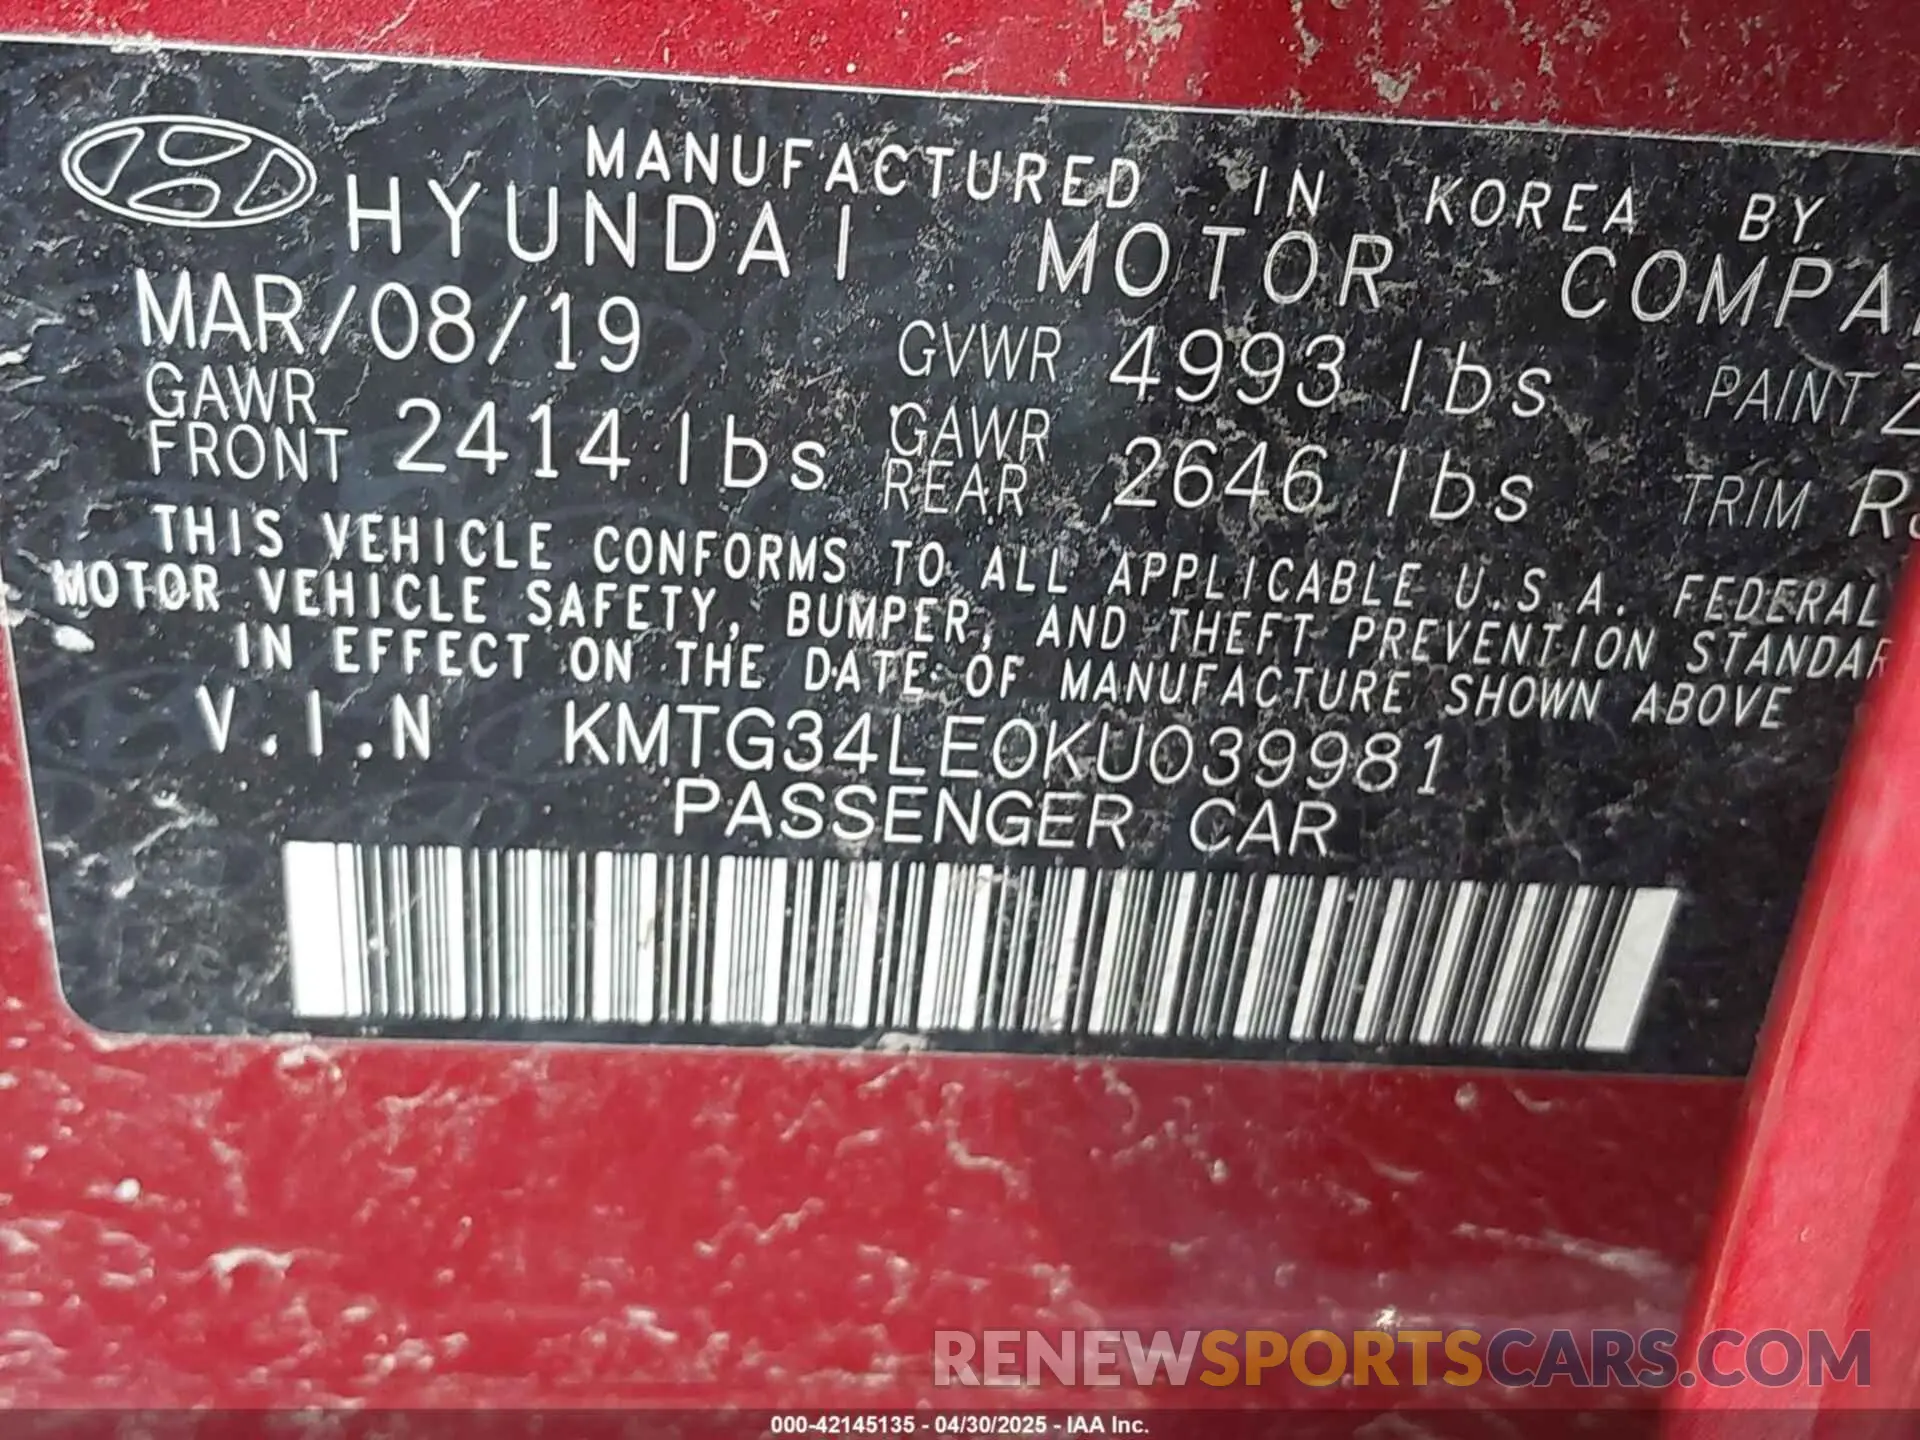 MANUFACTURED IN KOREA BY
HYUNDAI MOTOR
MAR/08/19 GVWR 4993 lbs PAINT
GAWR FRONT 2414 lbs GAWR REAR 2646 lbs TRIM
THIS VEHICLE CONFORMS TO ALL APPLICABLE U.S.A. FEDERAL
MOTOR VEHICLE SAFETY, BUMPER, AND THEFT PREVENTION
IN EFFECT ON THE DATE OF MANUFACTURE SHOWN ABOVE
V.I.N KMTG34LE0KU039981
PASSENGER CAR
RENEWSPORTSCARS.COM
000-42145135 - 04/30/2025 - IAA Inc.